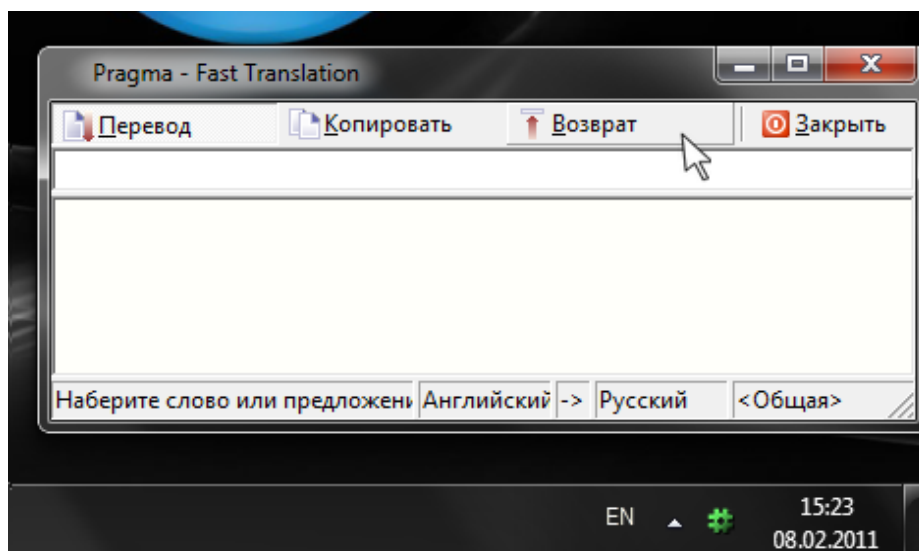 Pragma - Fast Translation
Перевод Копировать Возврат Закрыть
Наберите слово или предложени Английский -> Русский <Общая>
EN 15:23
08.02.2011